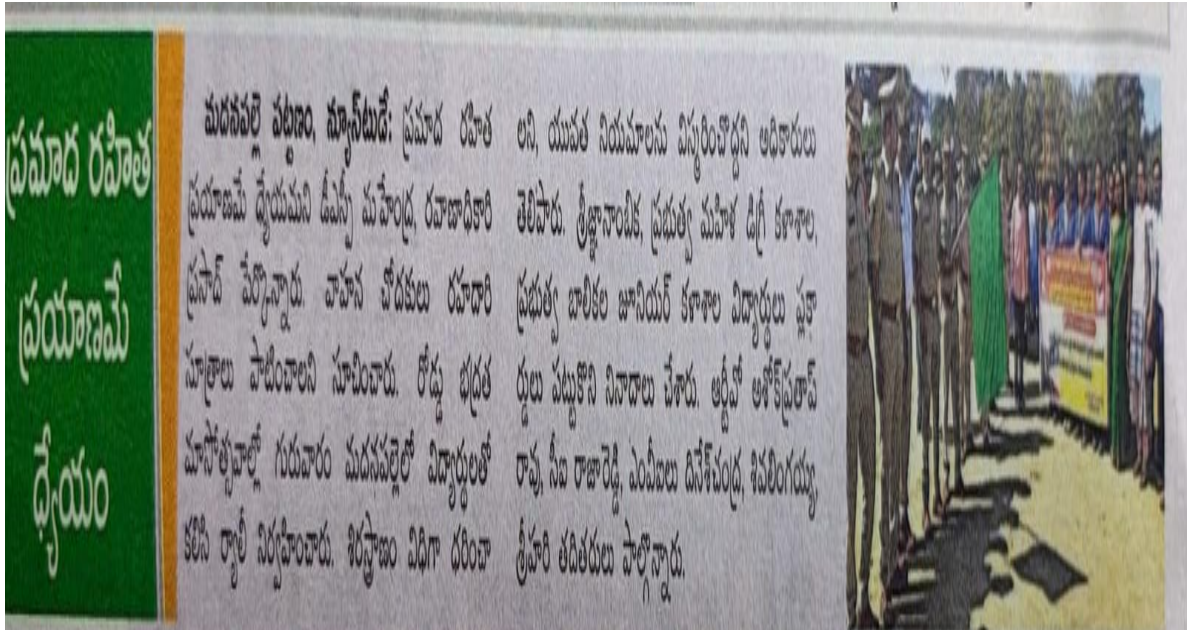 ప్రమాద రహిత
ప్రయాణమే
ధ్యేయం
మదనపల్లె పట్టణం, న్యూస్‌టుడే: ప్రమాద రహిత
ప్రయాణమే ధ్యేయమని డీఎస్పీ మహేంద్ర, రవాణాధికారి
ప్రసాద్ పేర్కొన్నారు. వాహన చోదకులు రహదారి
సూత్రాలు పాటించాలని సూచించారు. రోడ్డు భద్రత
మాసోత్సవాల్లో గురువారం మదనపల్లెలో విద్యార్థులతో
కలిసి ర్యాలీ నిర్వహించారు. శిరస్త్రాణం విధిగా ధరించా
లని, యువత నియమాలను విస్మరించొద్దని అధికారులు
తెలిపారు. శ్రీజ్ఞానాంబిక, ప్రభుత్వ మహిళ డిగ్రీ కళాశాల,
ప్రభుత్వ బాలికల జూనియర్ కళాశాల విద్యార్థులు ప్లకా
ర్డులు పట్టుకొని నినాదాలు చేశారు. ఆర్టీవో అశోక్‌ప్రతాప్
రావు, సీఐ రాజారెడ్డి, ఎంవీఐలు దినేశ్‌చంద్ర, శివలింగయ్య,
శ్రీహరి తదితరులు పాల్గొన్నారు.